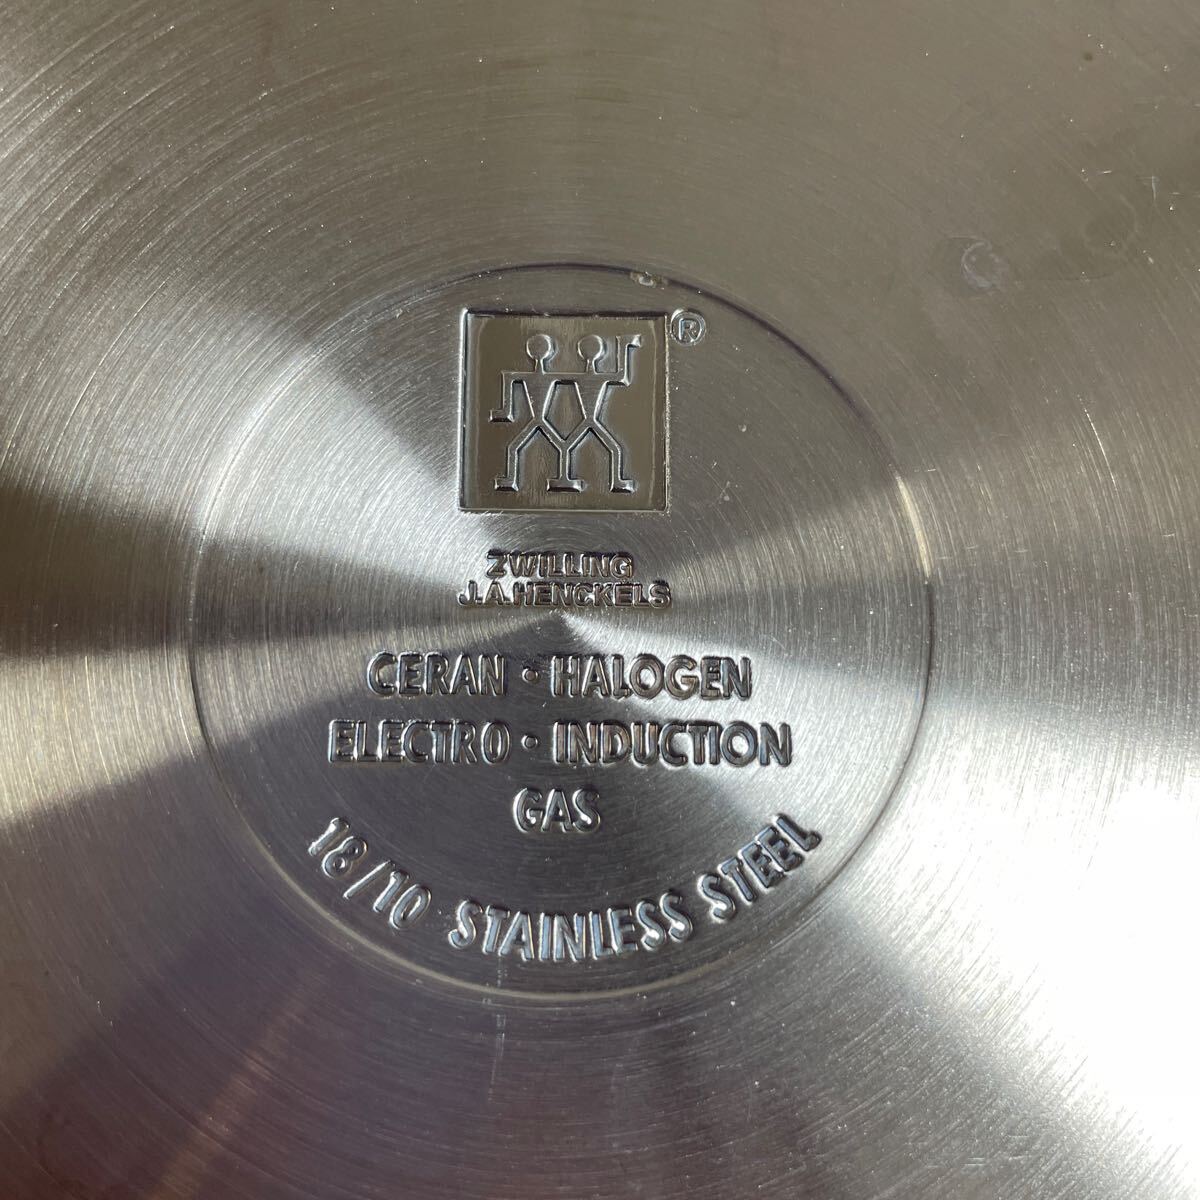 ®
ZWILLING
J.A.HENCKELS
CERAN · HALOGEN
ELECTRO · INDUCTION
GAS
18/10 STAINLESS STEEL